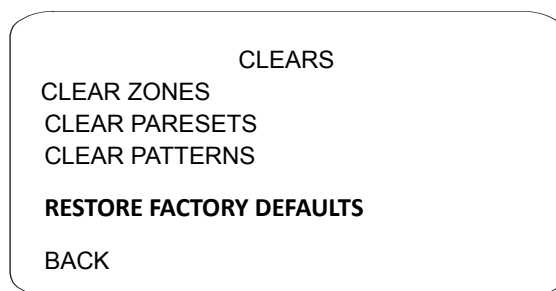 CLEARS
CLEAR ZONES
CLEAR PARESETS
CLEAR PATTERNS
RESTORE FACTORY DEFAULTS
BACK